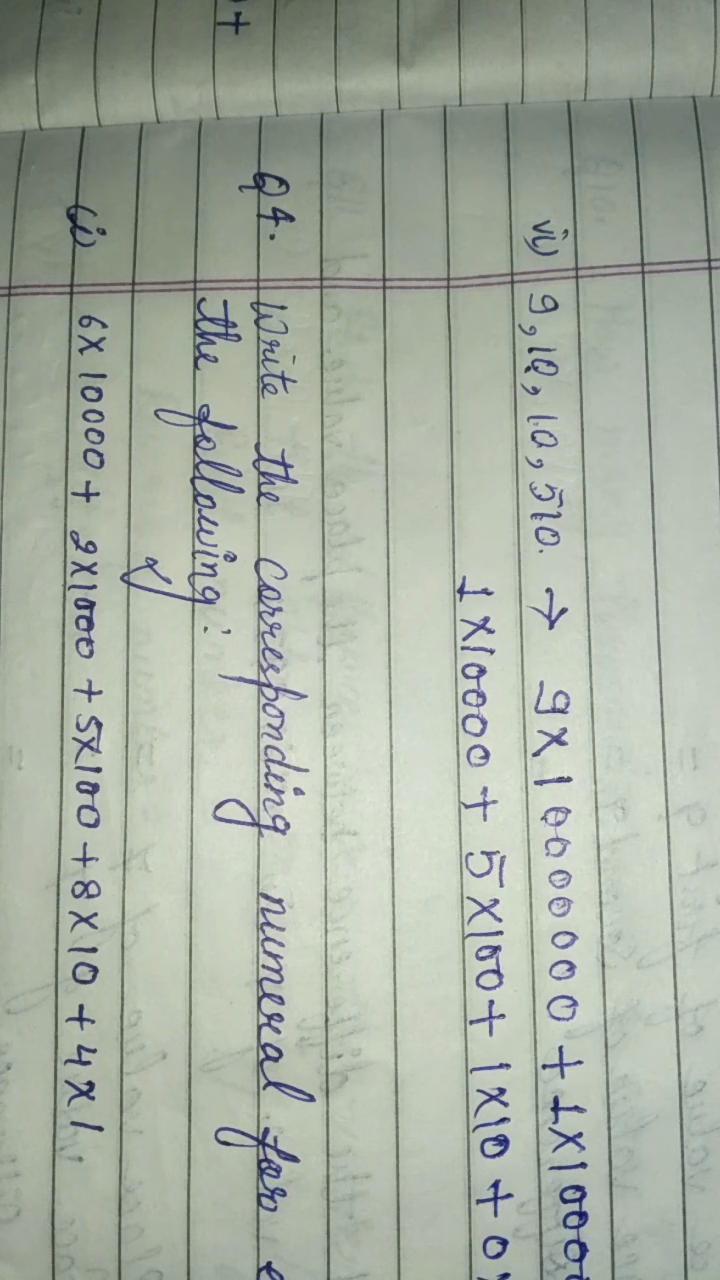 +
vi) 9,10,10,510. → 9×10000000 + 1×1000
1×10000 + 5×100 + 1×10 + 0
Q4. Write the corresponding numeral for
the following:
(i) 6×10000 + 2×1000 + 5×100 + 8×10 + 4×1